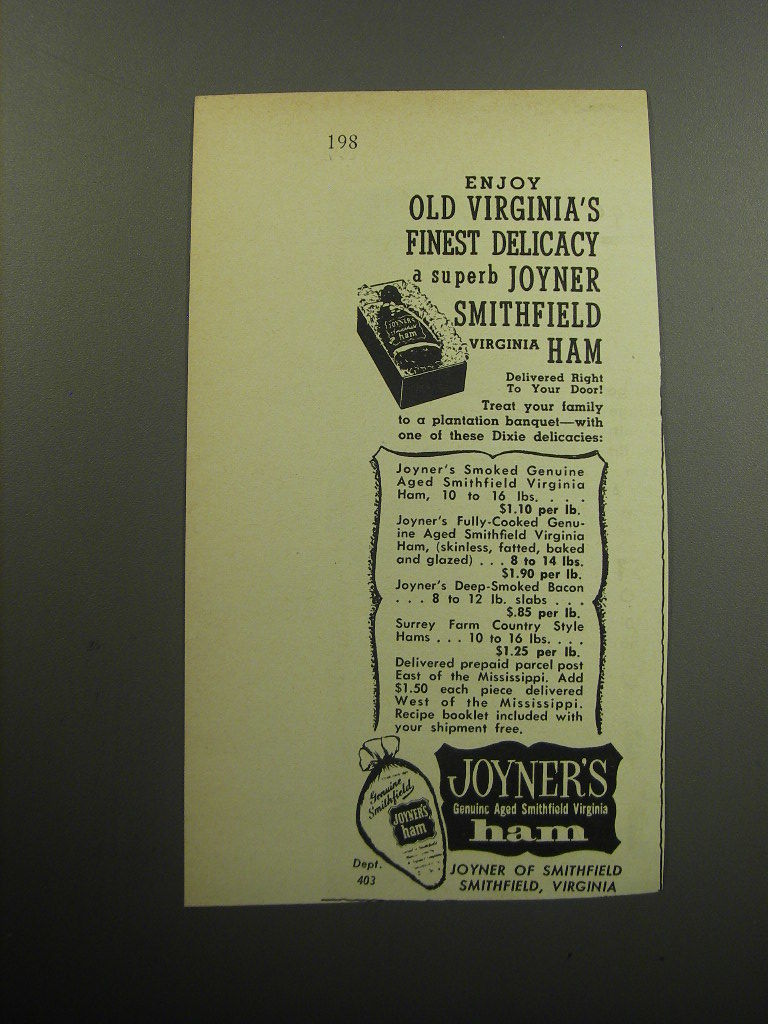 198
ENJOY
OLD VIRGINIA'S
FINEST DELICACY
a superb JOYNER
SMITHFIELD
VIRGINIA HAM
JOYNER'S
ham
Delivered Right
To Your Door!
Treat your family
to a plantation banquet—with
one of these Dixie delicacies:
Joyner's Smoked Genuine
Aged Smithfield Virginia
Ham, 10 to 16 lbs. . . .
$1.10 per lb.
Joyner's Fully-Cooked Genu-
ine Aged Smithfield Virginia
Ham, (skinless, fatted, baked
and glazed) . . . 8 to 14 lbs.
$1.90 per lb.
Joyner's Deep-Smoked Bacon
. . . 8 to 12 lb. slabs . . .
$.85 per lb.
Surrey Farm Country Style
Hams . . . 10 to 16 lbs. . . .
$1.25 per lb.
Delivered prepaid parcel post
East of the Mississippi. Add
$1.50 each piece delivered
West of the Mississippi.
Recipe booklet included with
your shipment free.
Genuine
Smithfield
JOYNER'S
ham
JOYNER'S
Genuine Aged Smithfield Virginia
ham
Dept.
403
JOYNER OF SMITHFIELD
SMITHFIELD, VIRGINIA